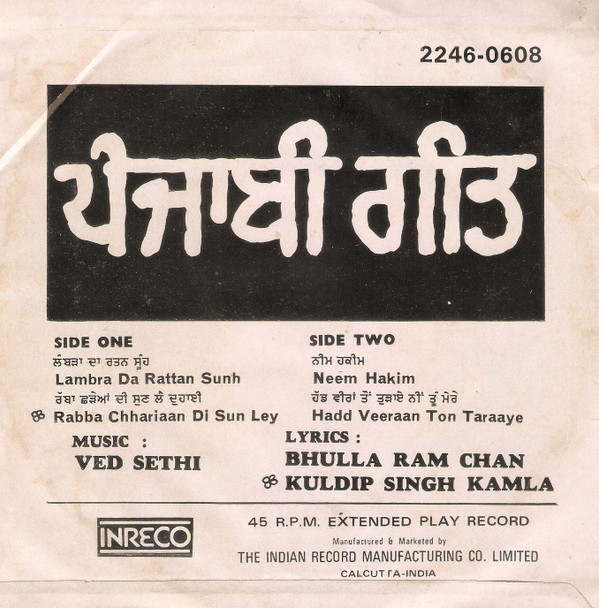 2246-0608
ਪੰਜਾਬੀ ਗੀਤ
SIDE ONE
ਲੰਬੜਾ ਦਾ ਰਤਨ ਸੂੰਹ
Lambra Da Rattan Sunh
ਰੱਬਾ ਛੜੇਆਂ ਦੀ ਸੁਣ ਲੈ ਦੁਹਾਈ
Rabba Chhariaan Di Sun Ley
MUSIC :
VED SETHI
SIDE TWO
ਨੀਮ ਹਕੀਮ
Neem Hakim
ਹੱਡ ਵੀਰਾਂ ਤੋਂ ਤੁੜਾਏ ਨੀਂ ਤੂੰ ਮੇਰੇ
Hadd Veeraan Ton Taraaye
LYRICS :
BHULLA RAM CHAN
KULDIP SINGH KAMLA
INRECO
45 R.P.M. EXTENDED PLAY RECORD
Manufactured & Marketed by
THE INDIAN RECORD MANUFACTURING CO. LIMITED
CALCUTTA-INDIA